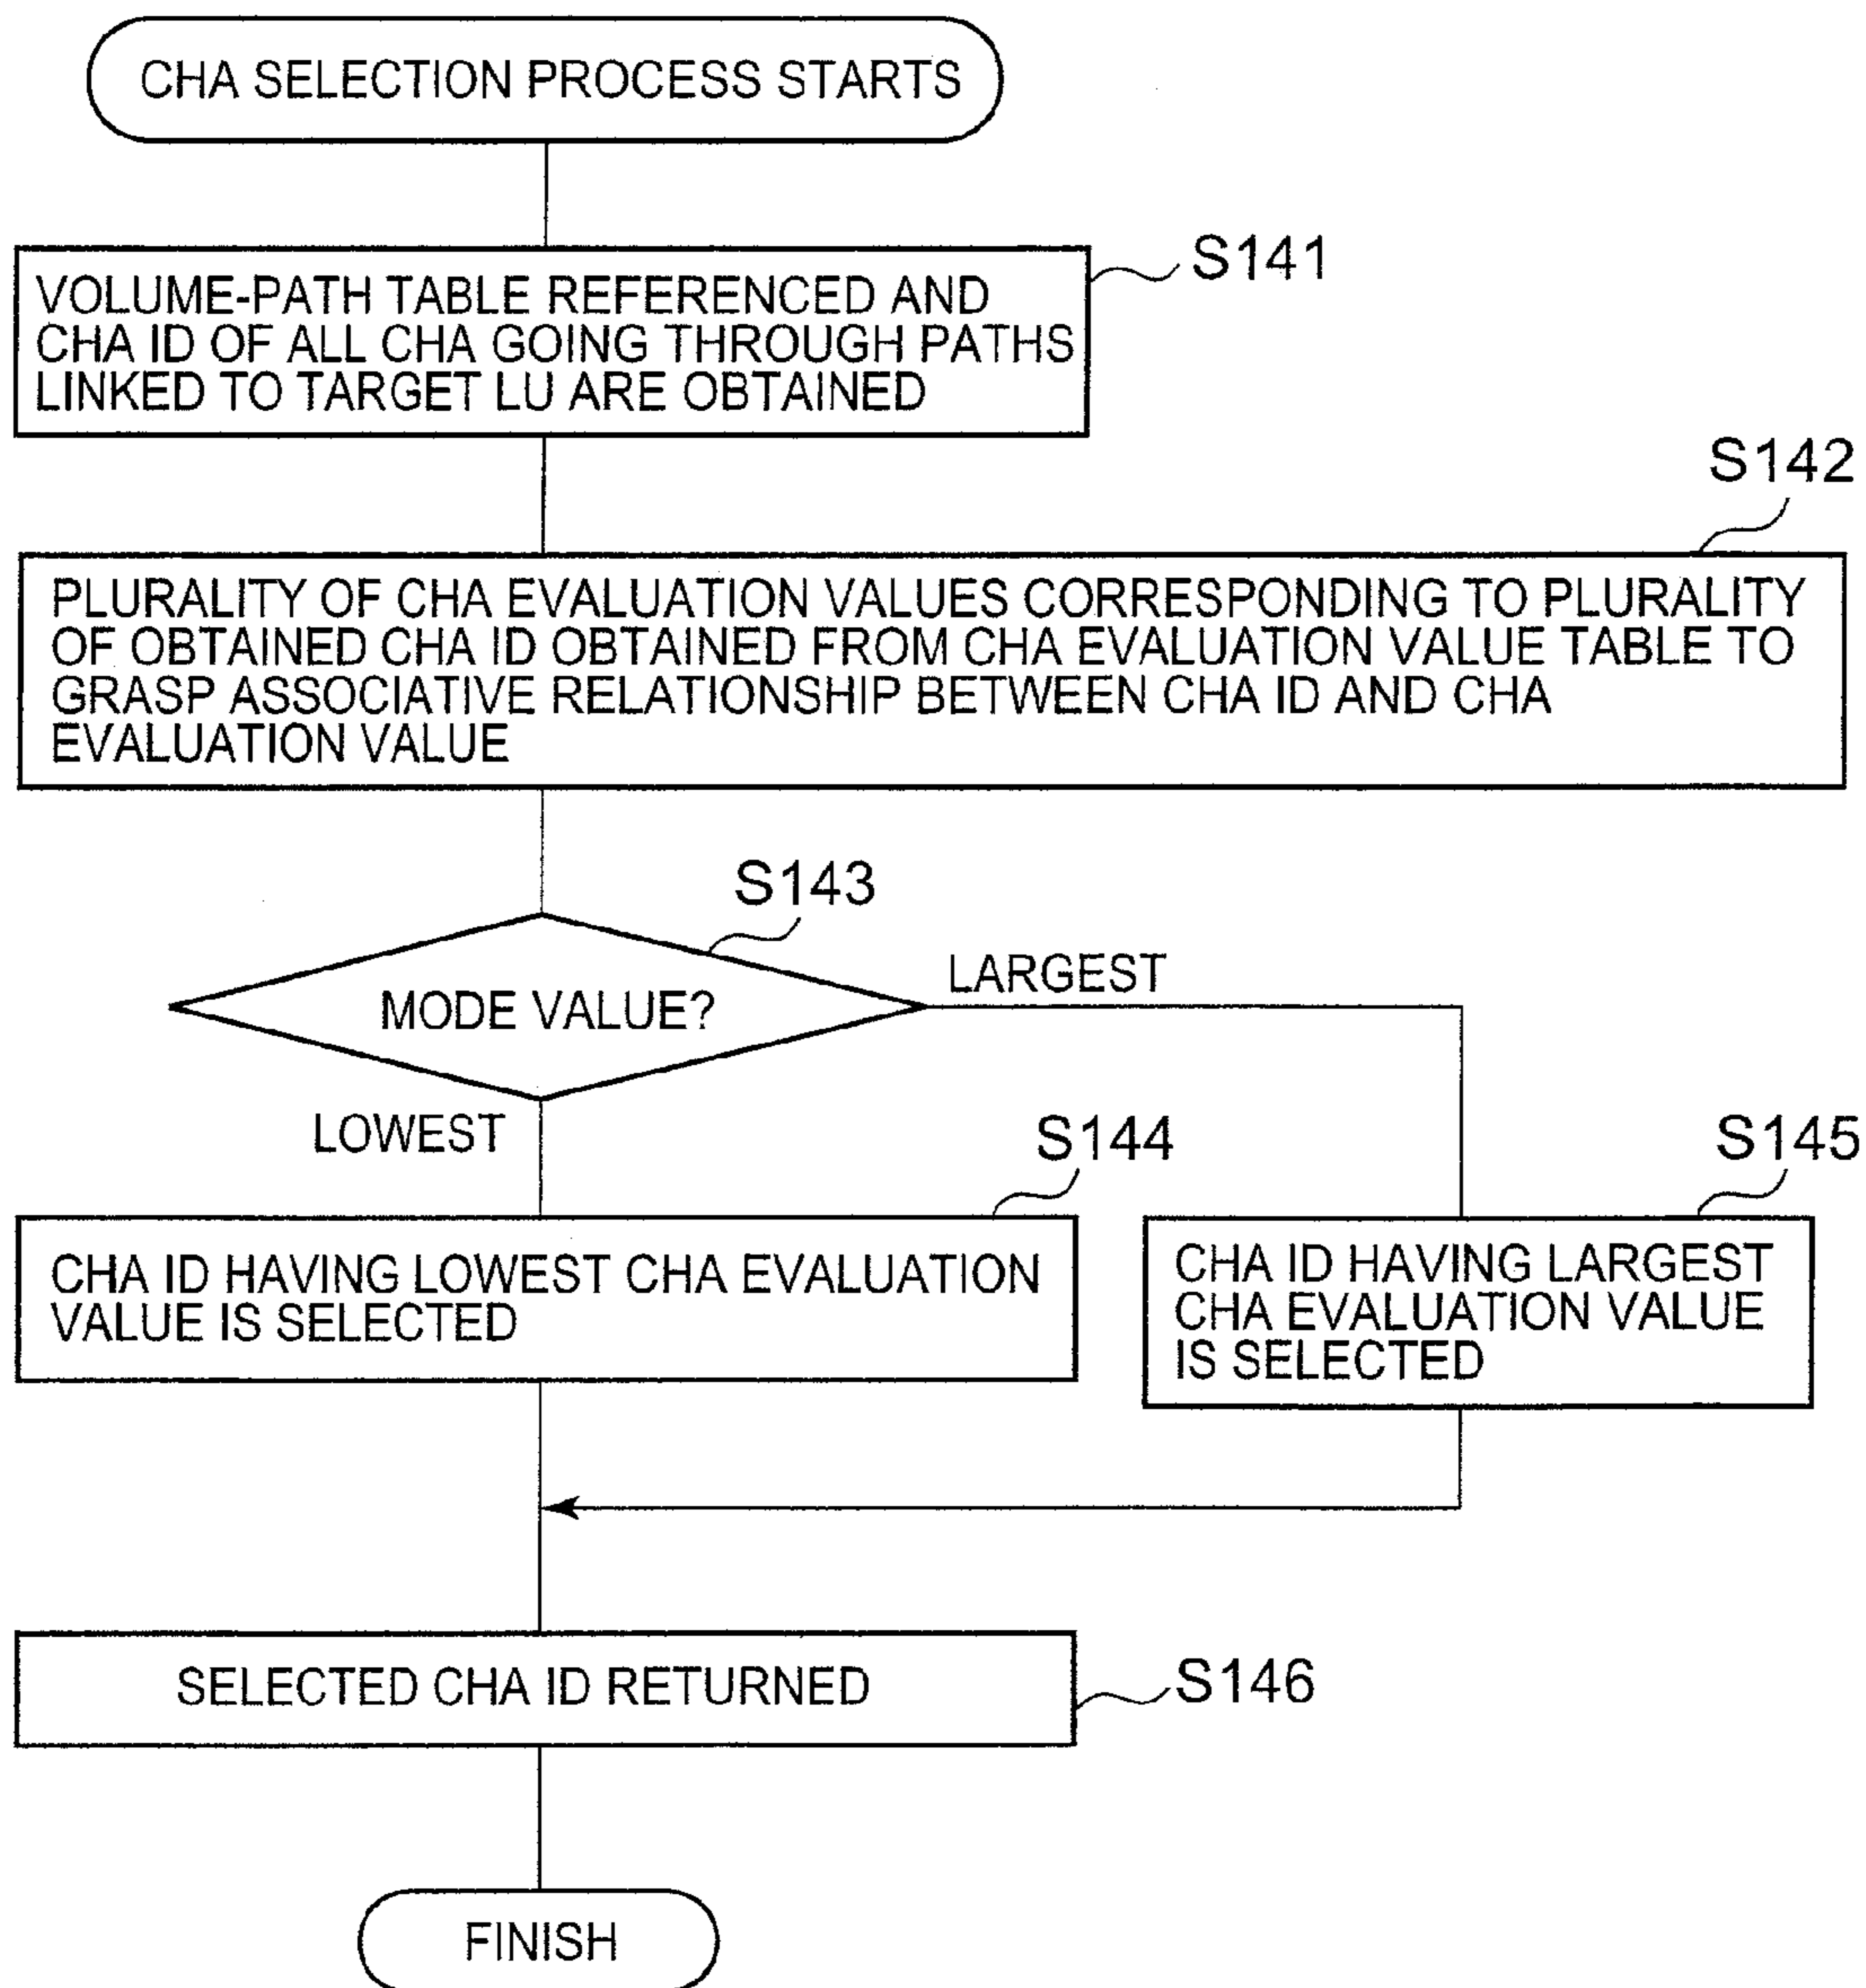 CHA SELECTION PROCESS STARTS
S141
VOLUME-PATH TABLE REFERENCED AND
CHA ID OF ALL CHA GOING THROUGH PATHS
LINKED TO TARGET LU ARE OBTAINED
S142
PLURALITY OF CHA EVALUATION VALUES CORRESPONDING TO PLURALITY
OF OBTAINED CHA ID OBTAINED FROM CHA EVALUATION VALUE TABLE TO
GRASP ASSOCIATIVE RELATIONSHIP BETWEEN CHA ID AND CHA
EVALUATION VALUE
S143
MODE VALUE?
LARGEST
LOWEST
S144
CHA ID HAVING LOWEST CHA EVALUATION
VALUE IS SELECTED
S145
CHA ID HAVING LARGEST
CHA EVALUATION VALUE
IS SELECTED
SELECTED CHA ID RETURNED
S146
FINISH